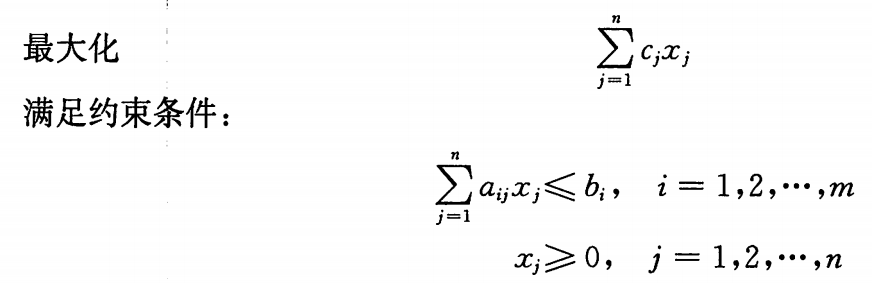 最大化 $\sum_{j=1}^{n} c_j x_j$
满足约束条件：
$\sum_{j=1}^{n} a_{ij} x_j \leqslant b_i, \quad i = 1,2,\cdots,m$
$x_j \geqslant 0, \quad j = 1,2,\cdots,n$